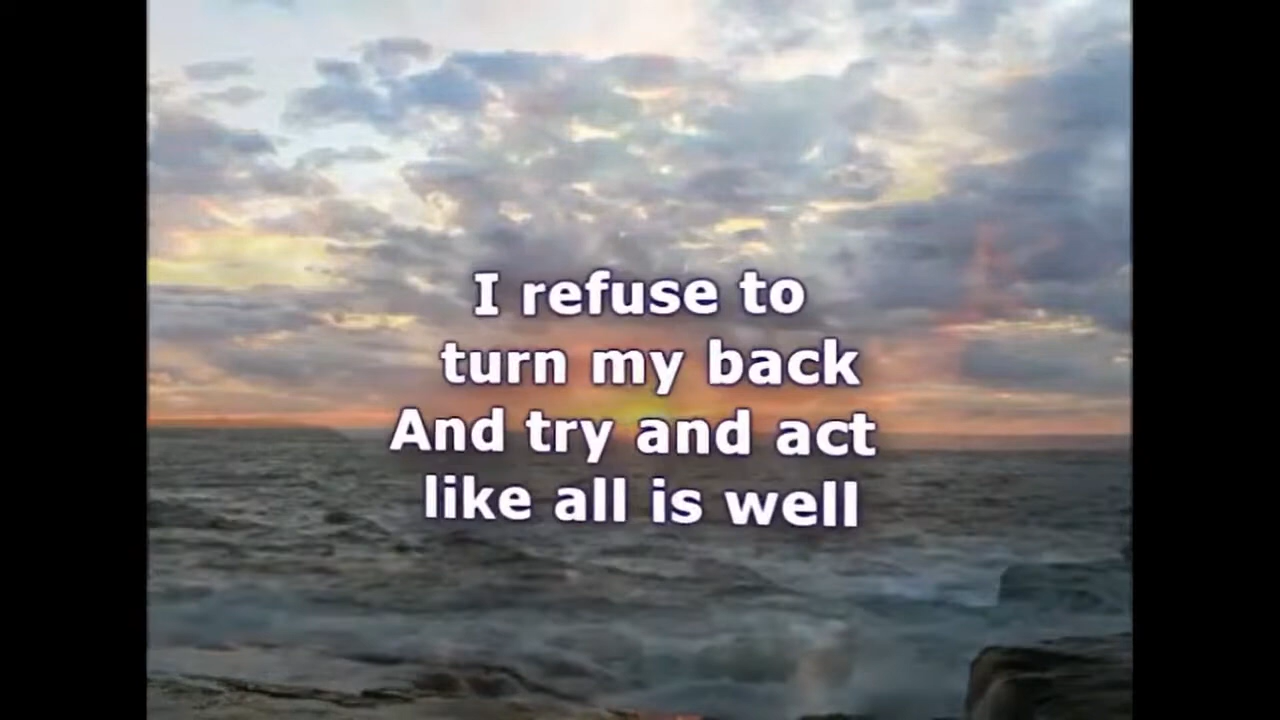 I refuse to
turn my back
And try and act
like all is well